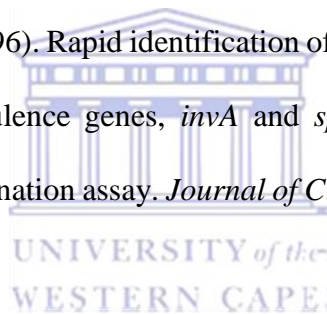 96). Rapid identification of
ulence genes, invA and sp
nation assay. Journal of C
UNIVERSITY of the
WESTERN CAPE